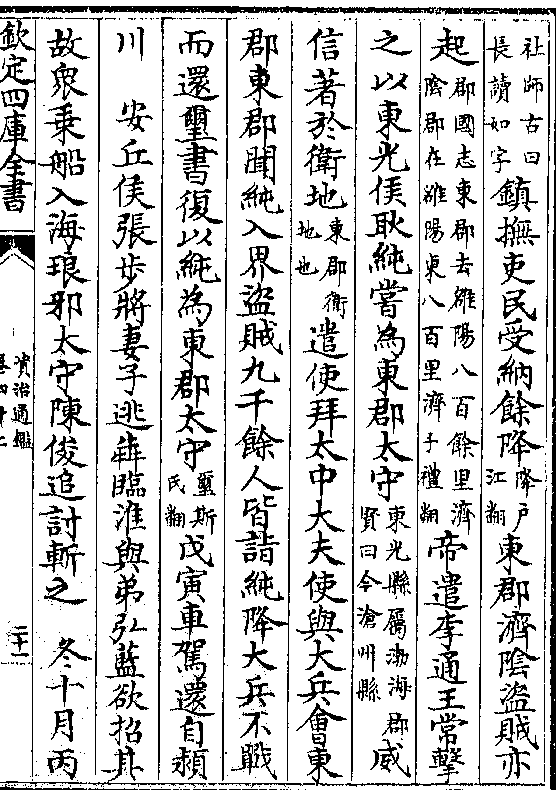 社師古曰
長讀如字
鎮撫吏民受納餘降
降户
江翻
東郡濟陰盜賊亦
起
郡國志東郡去雒陽八百餘里濟
陰郡在雒陽東八百里濟子禮翻
帝遣李通王常擊
之以東光侯耿純嘗為東郡太守
東光縣屬渤海郡
賢曰今滄州縣
威
信著於衛地
東郡衛
地也
遣使拜太中大夫使與大兵會東
郡東郡聞純入界盜賊九千餘人皆詣純降大兵不戰
而還璽書復以純為東郡太守
璽斯
氏翻
戊寅車駕還自潁
川　安丘侯張步將妻子逃奔臨淮與弟弘藍欲招其
故衆乗船入海琅邪太守陳俊追討斬之　冬十月丙
欽定四庫全書
資治通鑑
卷四十二
二十一